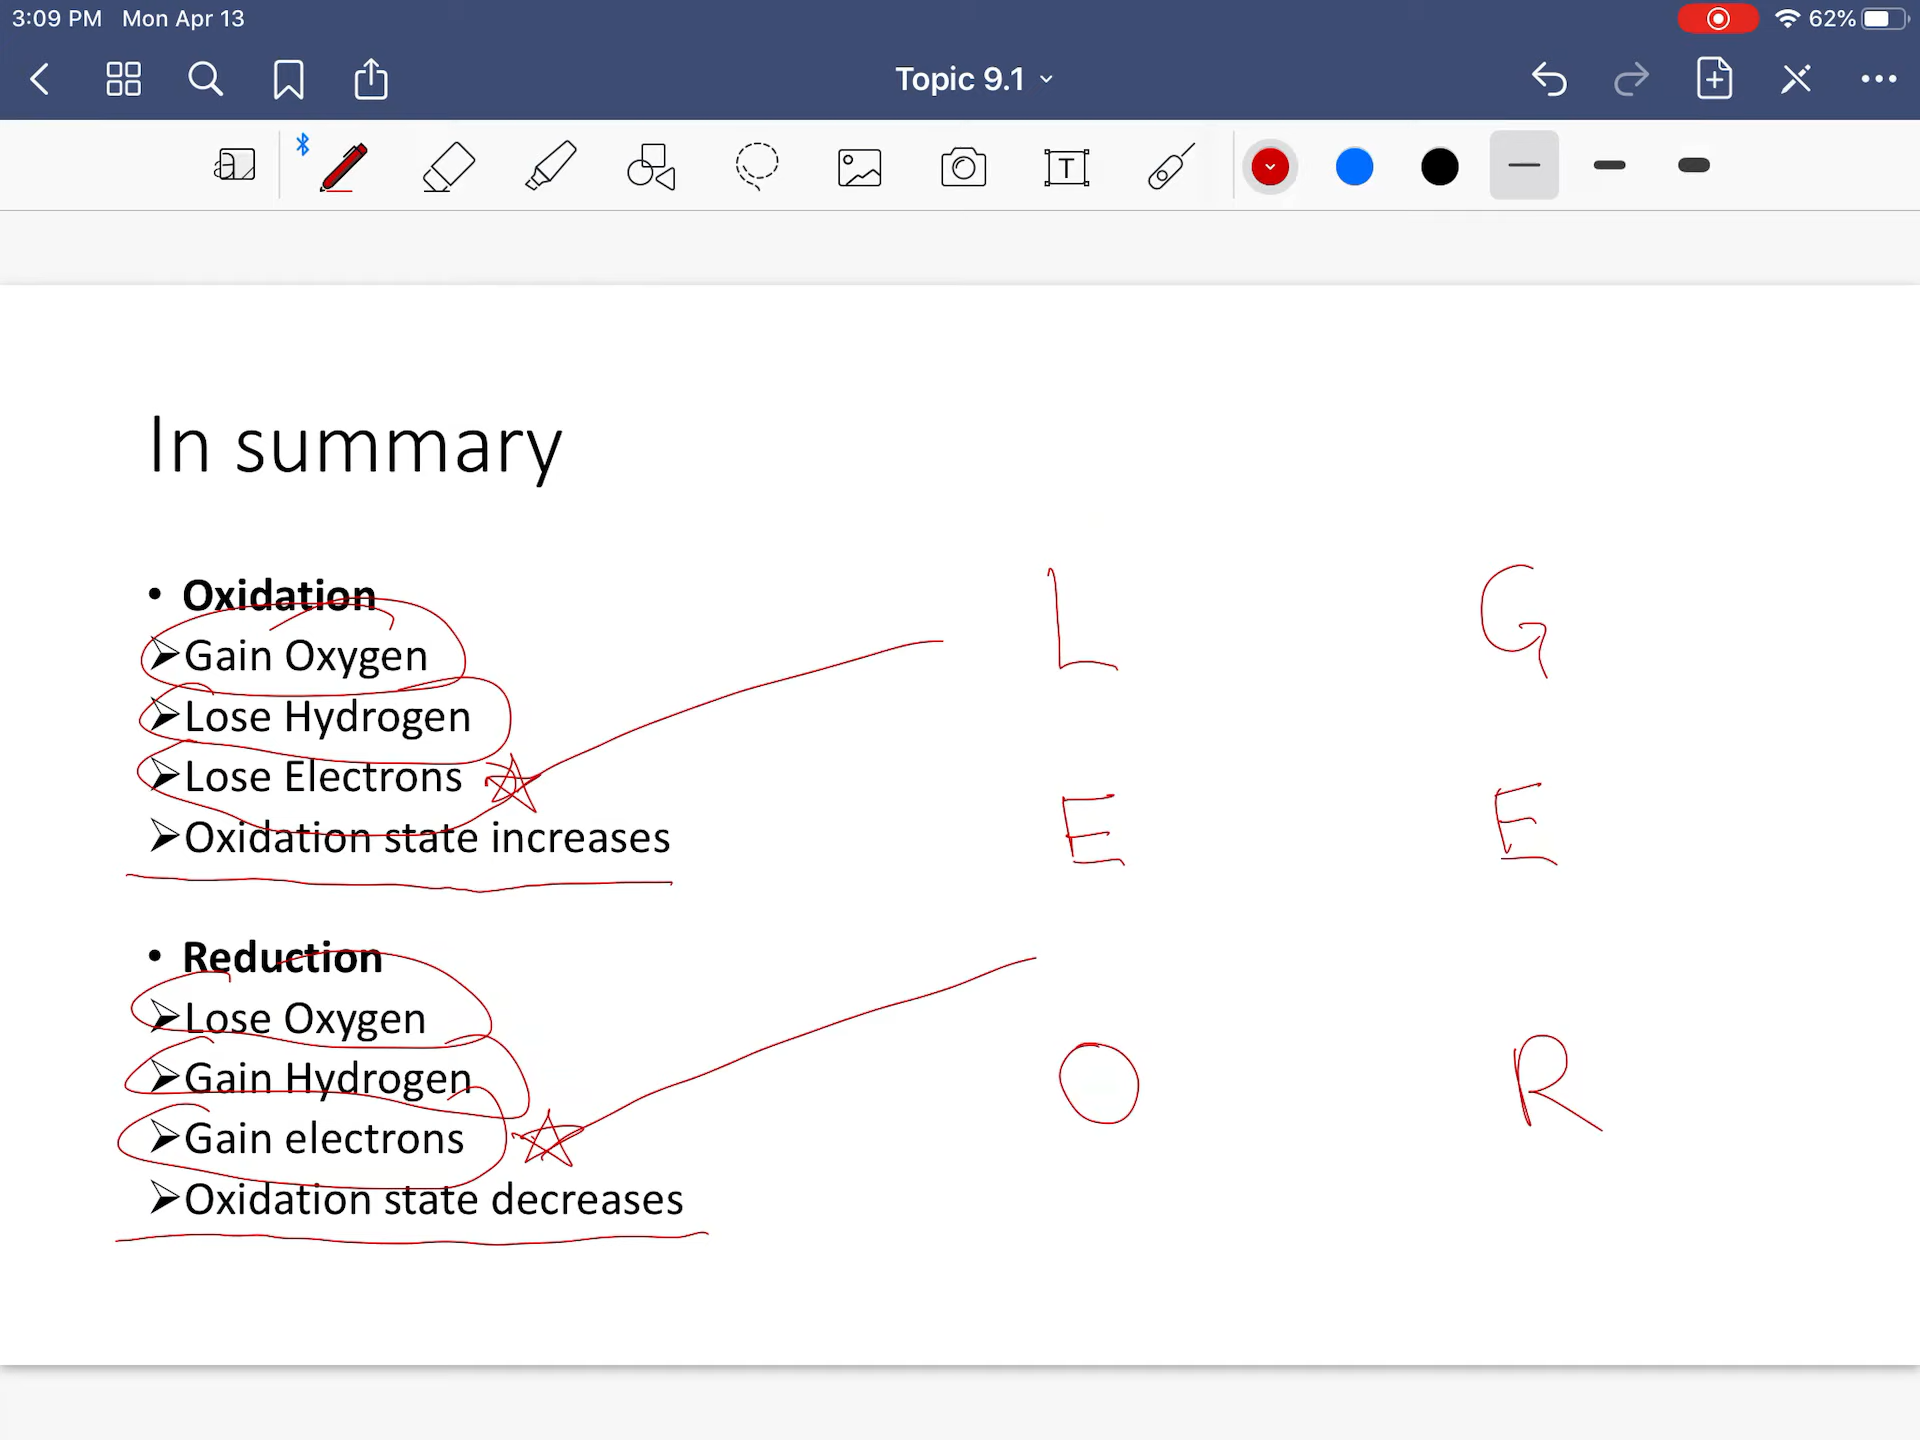 3:09 PM Mon Apr 13
62%
Topic 9.1
In summary
• Oxidation
➢Gain Oxygen
➢Lose Hydrogen
➢Lose Electrons
➢Oxidation state increases
• Reduction
➢Lose Oxygen
➢Gain Hydrogen
➢Gain electrons
➢Oxidation state decreases
L G
E E
O R